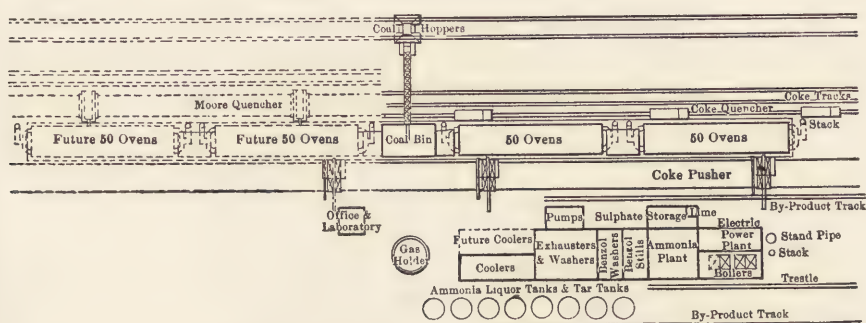 Coal Hoppers
Coke Tracks
Moore Quencher
Coke Quencher
Stack
Future 50 Ovens
Future 50 Ovens
Coal Bin
50 Ovens
50 Ovens
Coke Pusher
By-Product Track
Office &
Laboratory
Pumps
Sulphate Storage
Lime
Electric
Power
Plant
Stand Pipe
Stack
Gas
Holder
Future Coolers
Coolers
Exhausters
& Washers
Benzol
Washers
Benzol
Stills
Ammonia
Plant
Boilers
Trestle
Ammonia Liquor Tanks & Tar Tanks
By-Product Track